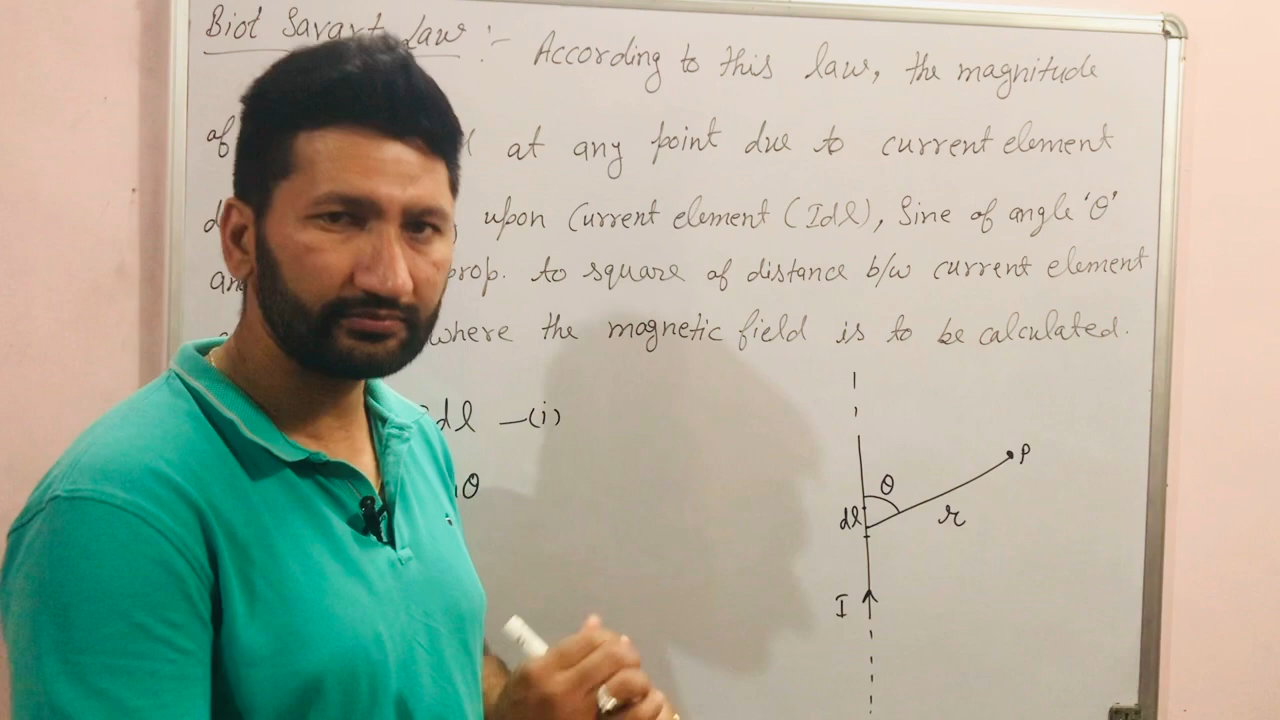 Biot Savart Law :- According to this law, the magnitude
of at any point due to current element
upon Current element (Idl), Sine of angle 'θ'
prop. to square of distance b/w current element
where the magnetic field is to be calculated.
Idl —(i)
θ
P
θ
dl
r
I